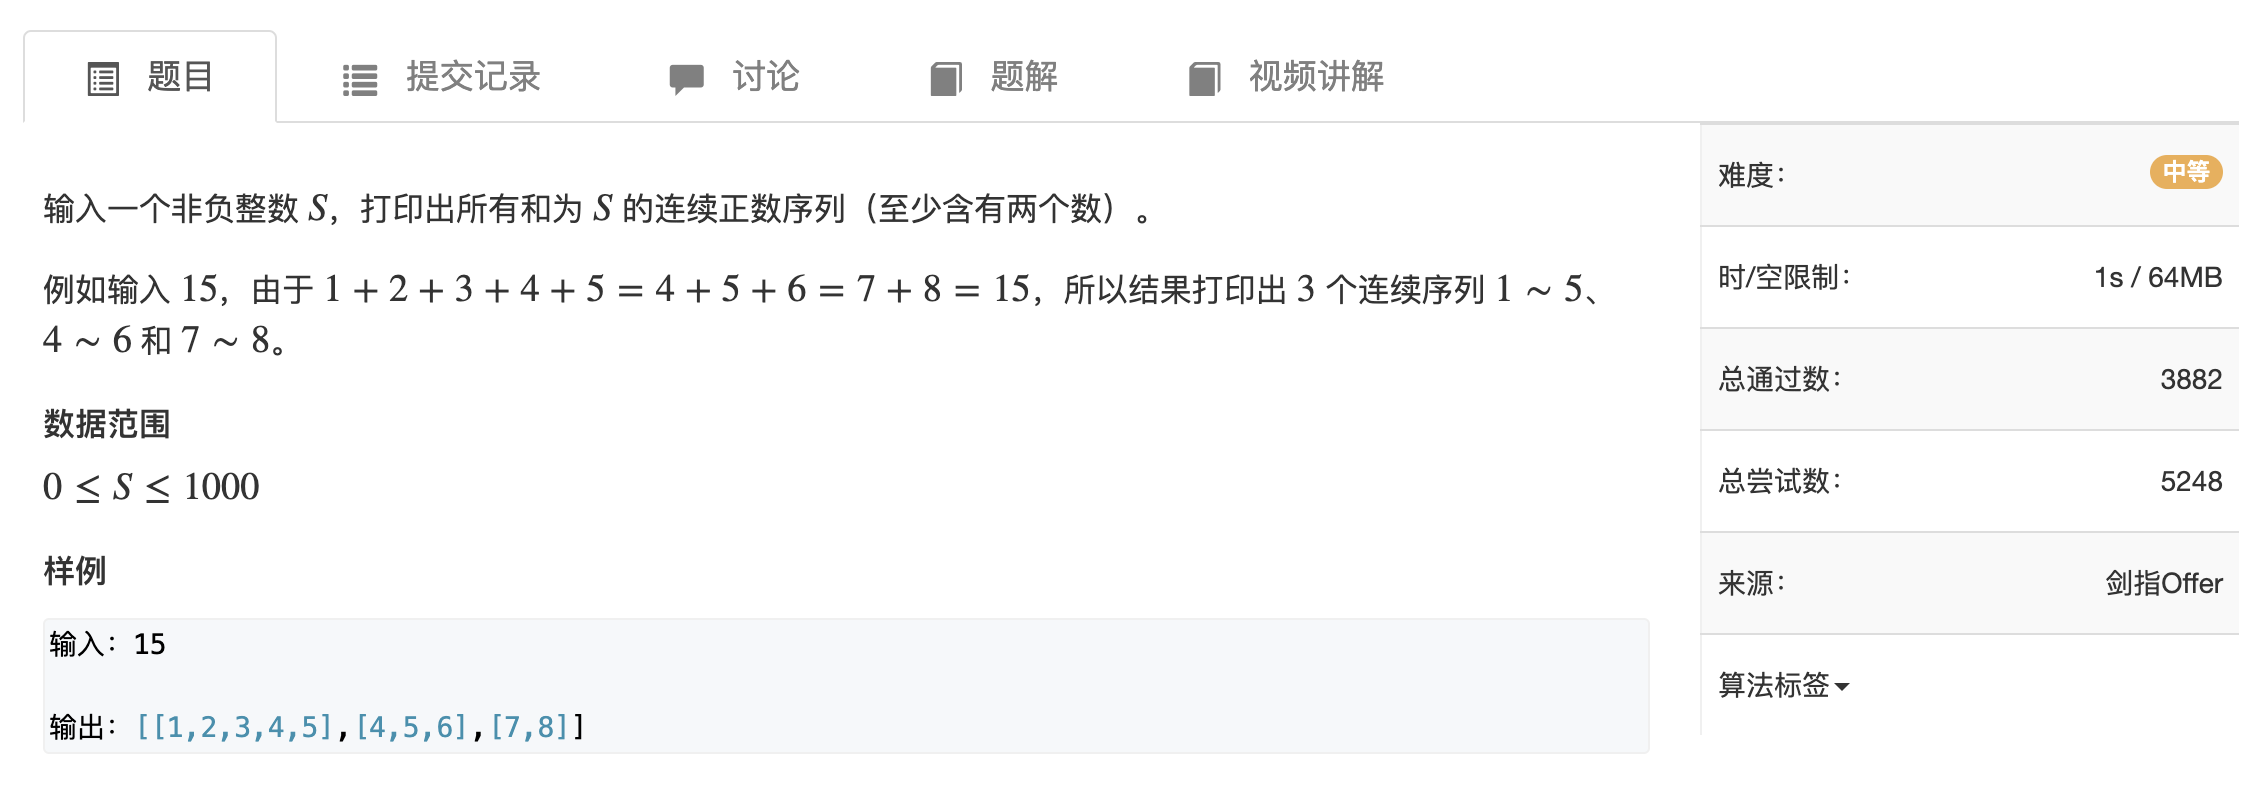 题目 提交记录 讨论 题解 视频讲解
输入一个非负整数 S，打印出所有和为 S 的连续正数序列（至少含有两个数）。
例如输入 15，由于 1 + 2 + 3 + 4 + 5 = 4 + 5 + 6 = 7 + 8 = 15，所以结果打印出 3 个连续序列 1 ∼ 5、
4 ∼ 6 和 7 ∼ 8。
数据范围
0 ≤ S ≤ 1000
样例
输入：15
输出：[[1,2,3,4,5],[4,5,6],[7,8]]
难度： 中等
时/空限制： 1s / 64MB
总通过数： 3882
总尝试数： 5248
来源： 剑指Offer
算法标签